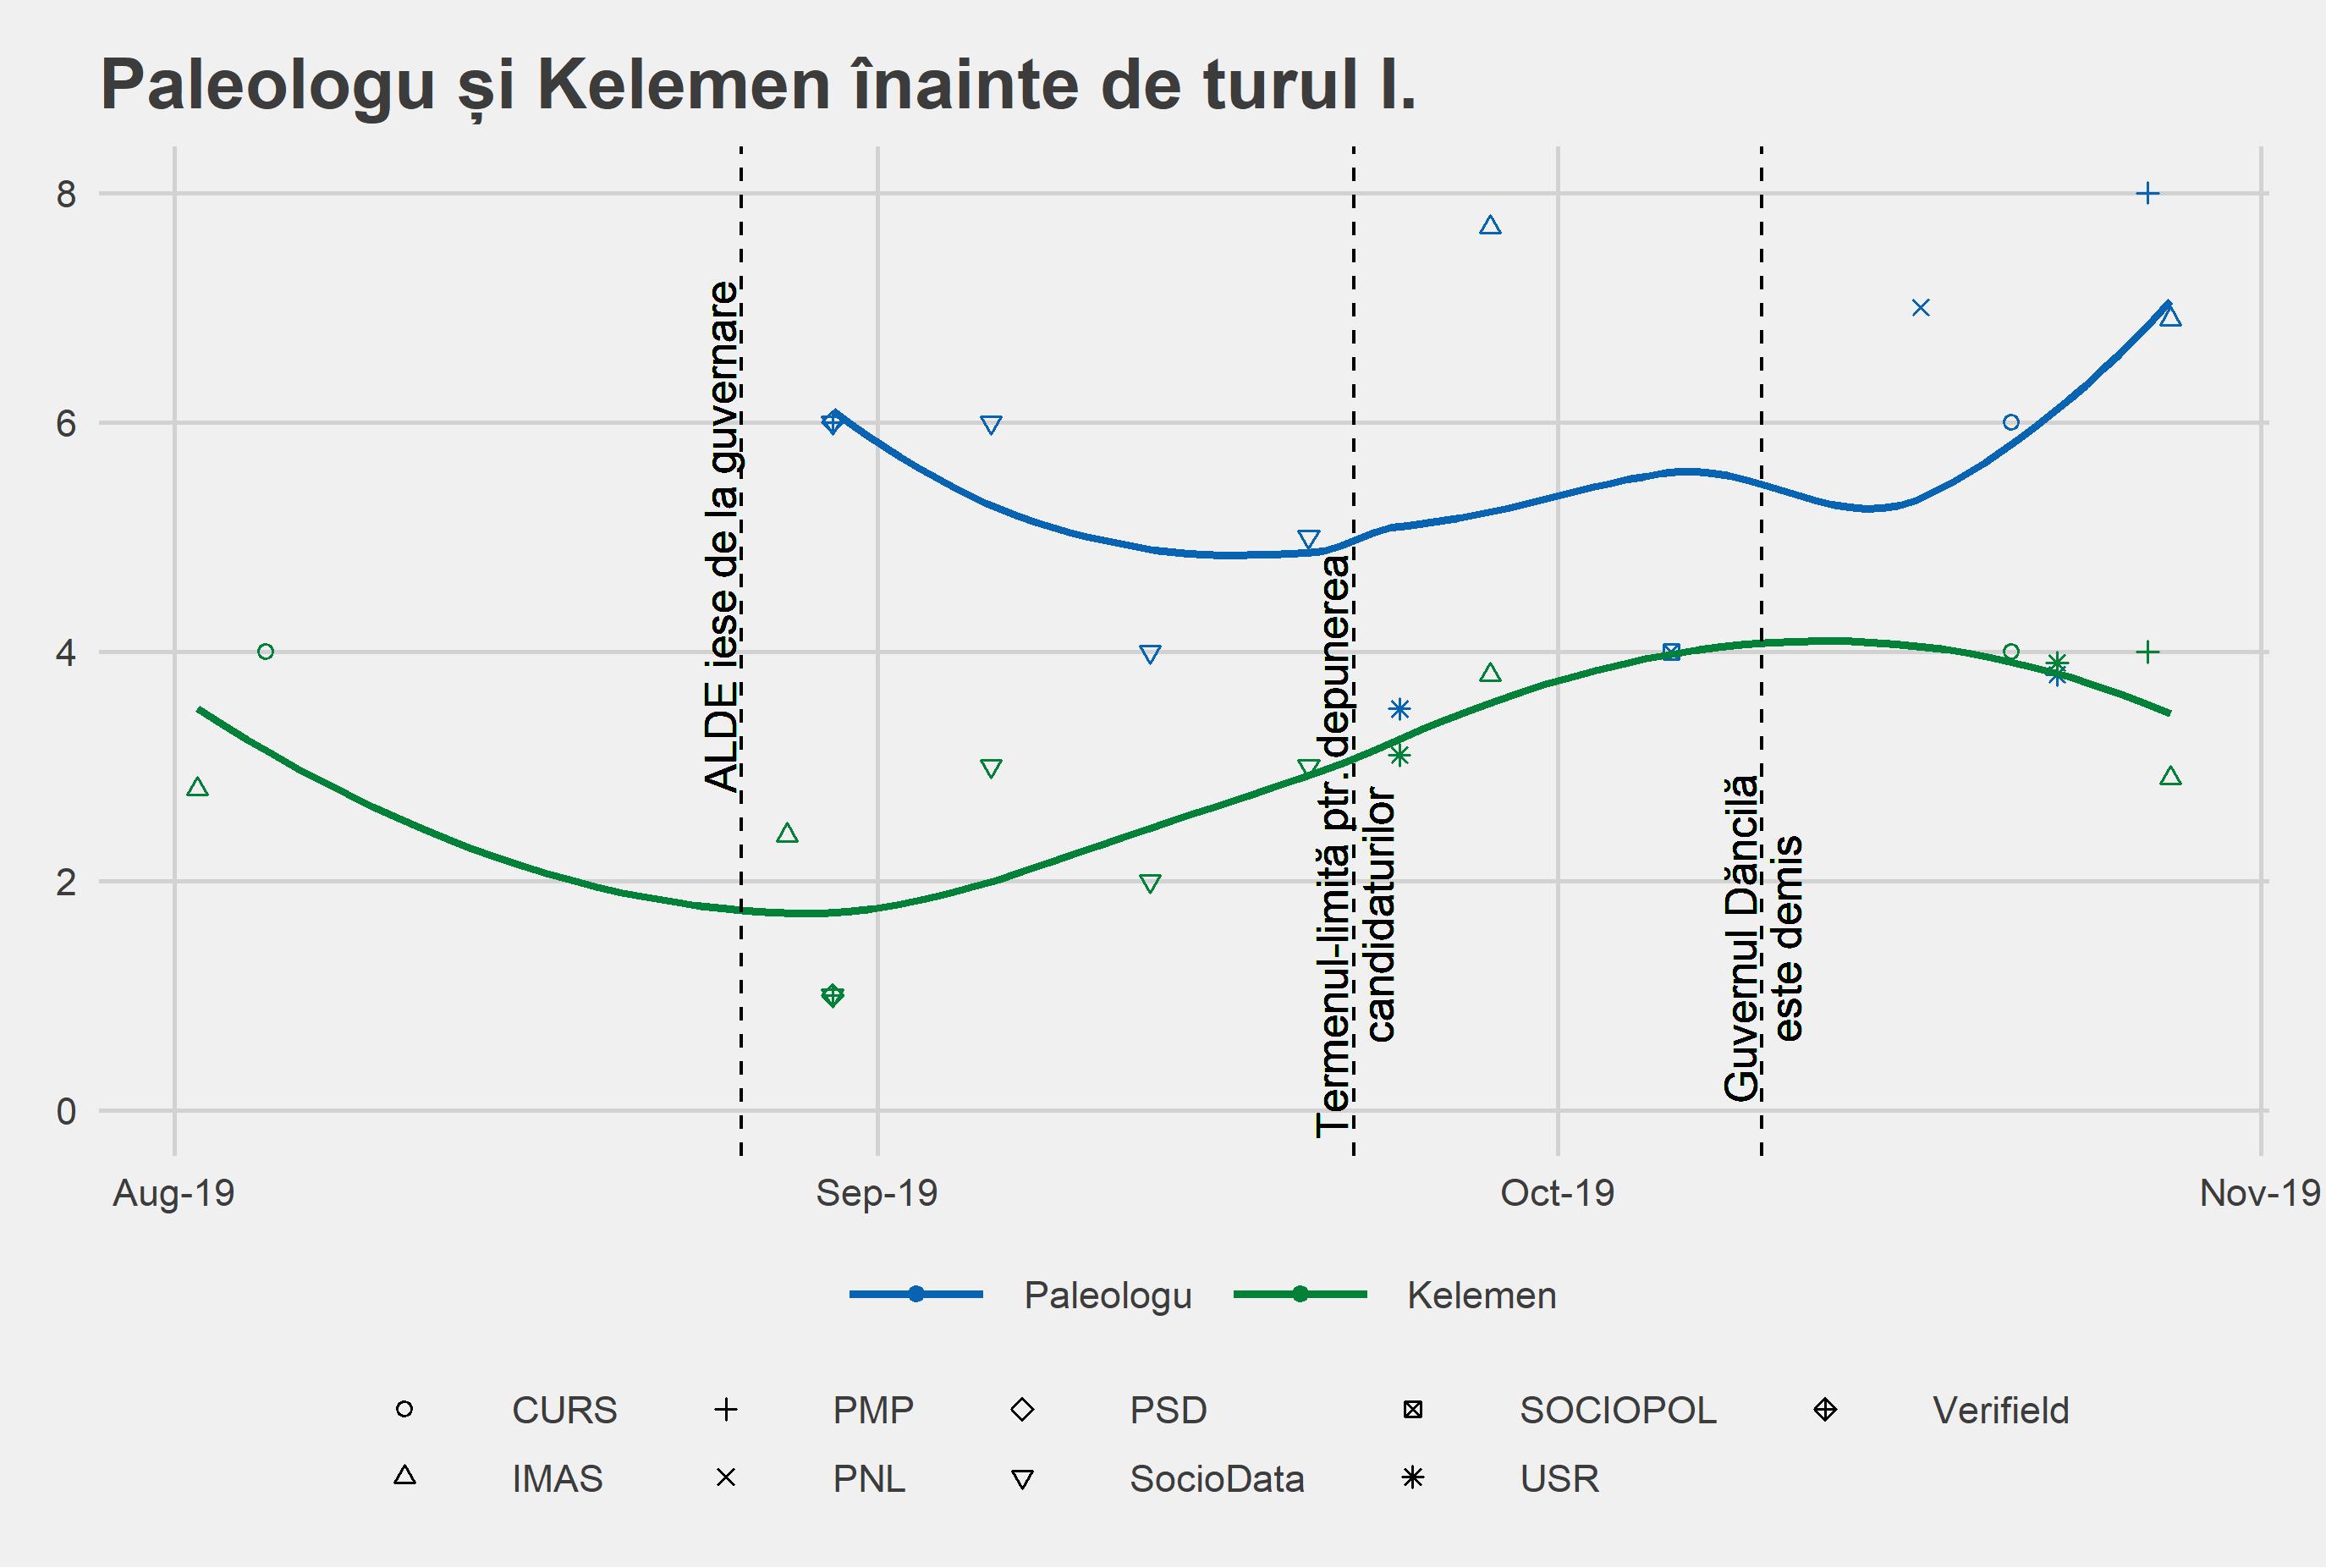 Paleologu și Kelemen înainte de turul I.
8
6
4
2
0
ALDE iese de la guvernare
Termenul-limită ptr. depunerea
candidaturilor
Guvernul Dăncilă
este demis
Aug-19 Sep-19 Oct-19 Nov-19
Paleologu Kelemen
CURS PMP PSD SOCIOPOL Verifield
IMAS PNL SocioData USR